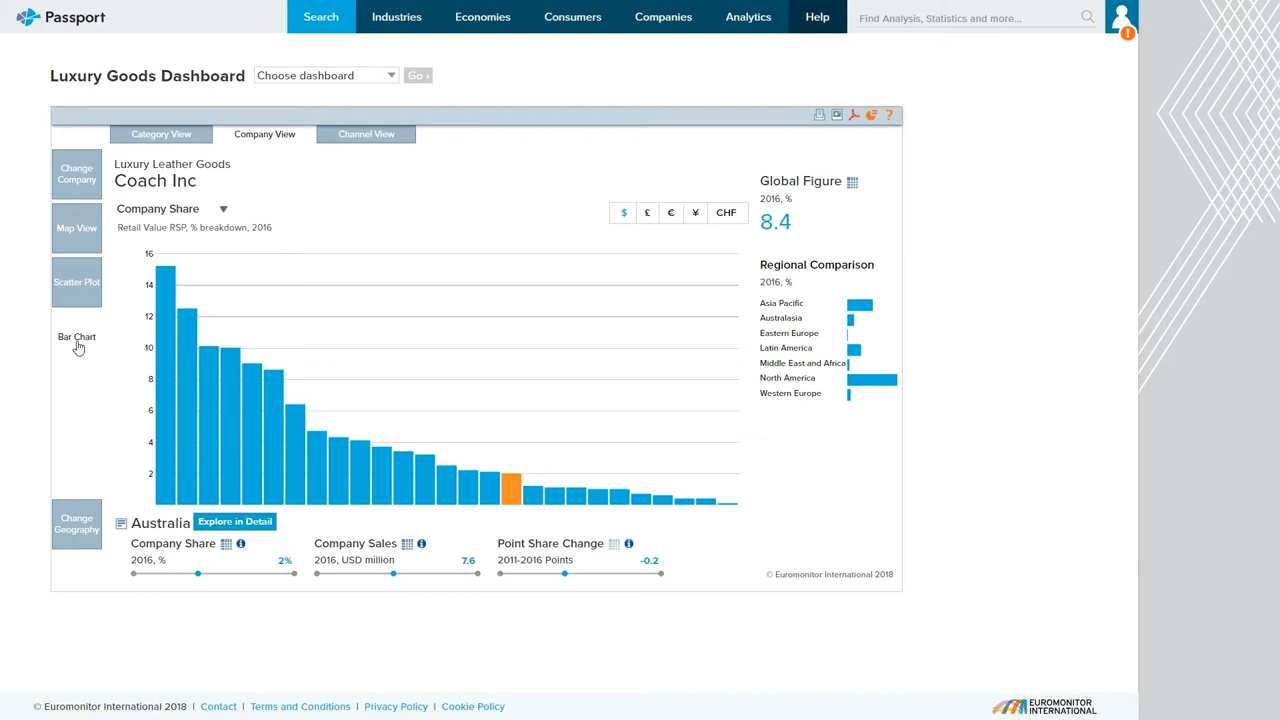 Passport
Search Industries Economies Consumers Companies Analytics Help Find Analysis, Statistics and more...
!
Luxury Goods Dashboard Choose dashboard Go ›
?
Category View Company View Channel View
Change Company
Map View
Scatter Plot
Bar Chart
Change Geography
Luxury Leather Goods
Coach Inc
Company Share
Retail Value RSP, % breakdown, 2016
$ £ € ¥ CHF
16
14
12
10
8
6
4
2
Global Figure
2016, %
8.4
Regional Comparison
2016, %
Asia Pacific
Australasia
Eastern Europe
Latin America
Middle East and Africa
North America
Western Europe
Australia Explore in Detail
Company Share
2016, % 2%
Company Sales
2016, USD million 7.6
Point Share Change
2011-2016 Points -0.2
© Euromonitor International 2018
© Euromonitor International 2018 | Contact | Terms and Conditions | Privacy Policy | Cookie Policy
EUROMONITOR
INTERNATIONAL